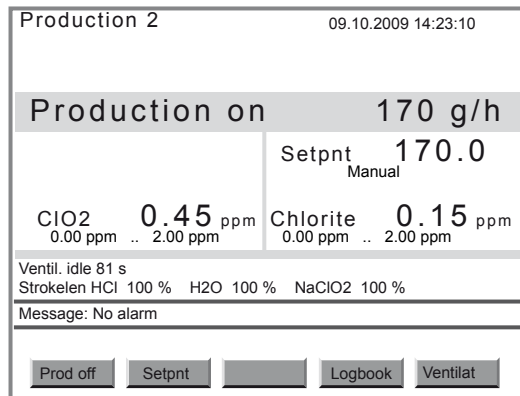 Production 2 09.10.2009 14:23:10
Production on 170 g/h
Setpnt 170.0
Manual
ClO2 0.45 ppm Chlorite 0.15 ppm
0.00 ppm .. 2.00 ppm 0.00 ppm .. 2.00 ppm
Ventil. idle 81 s
Strokelen HCl 100 % H2O 100 % NaClO2 100 %
Message: No alarm
Prod off Setpnt Logbook Ventilat